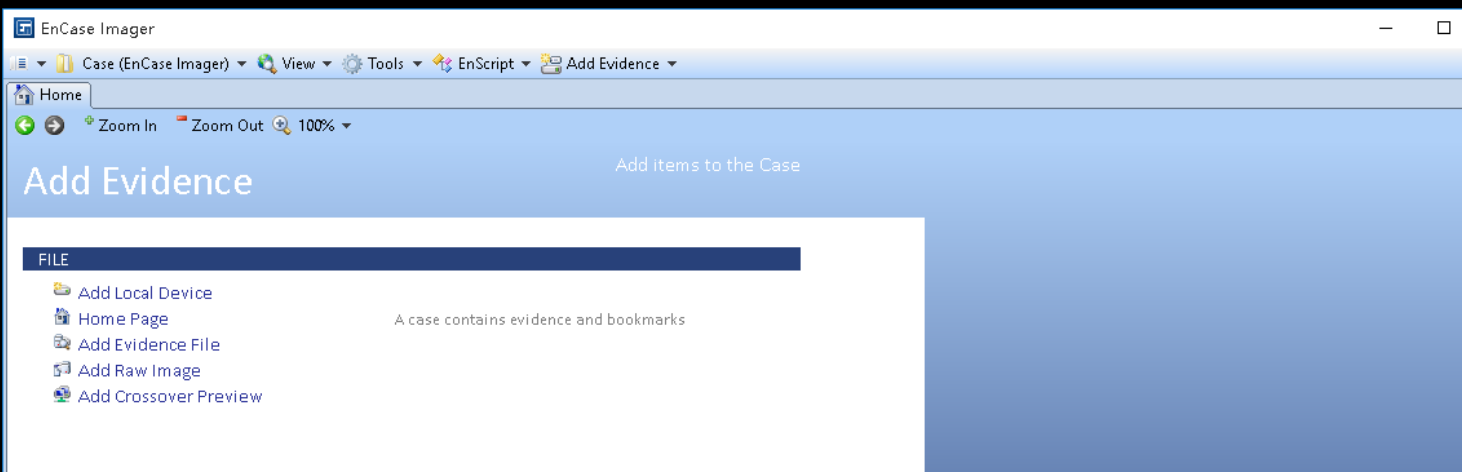 EnCase Imager
Case (EnCase Imager) View Tools EnScript Add Evidence
Home
Zoom In Zoom Out 100%
Add items to the Case
Add Evidence
FILE
Add Local Device
Home Page A case contains evidence and bookmarks
Add Evidence File
Add Raw Image
Add Crossover Preview